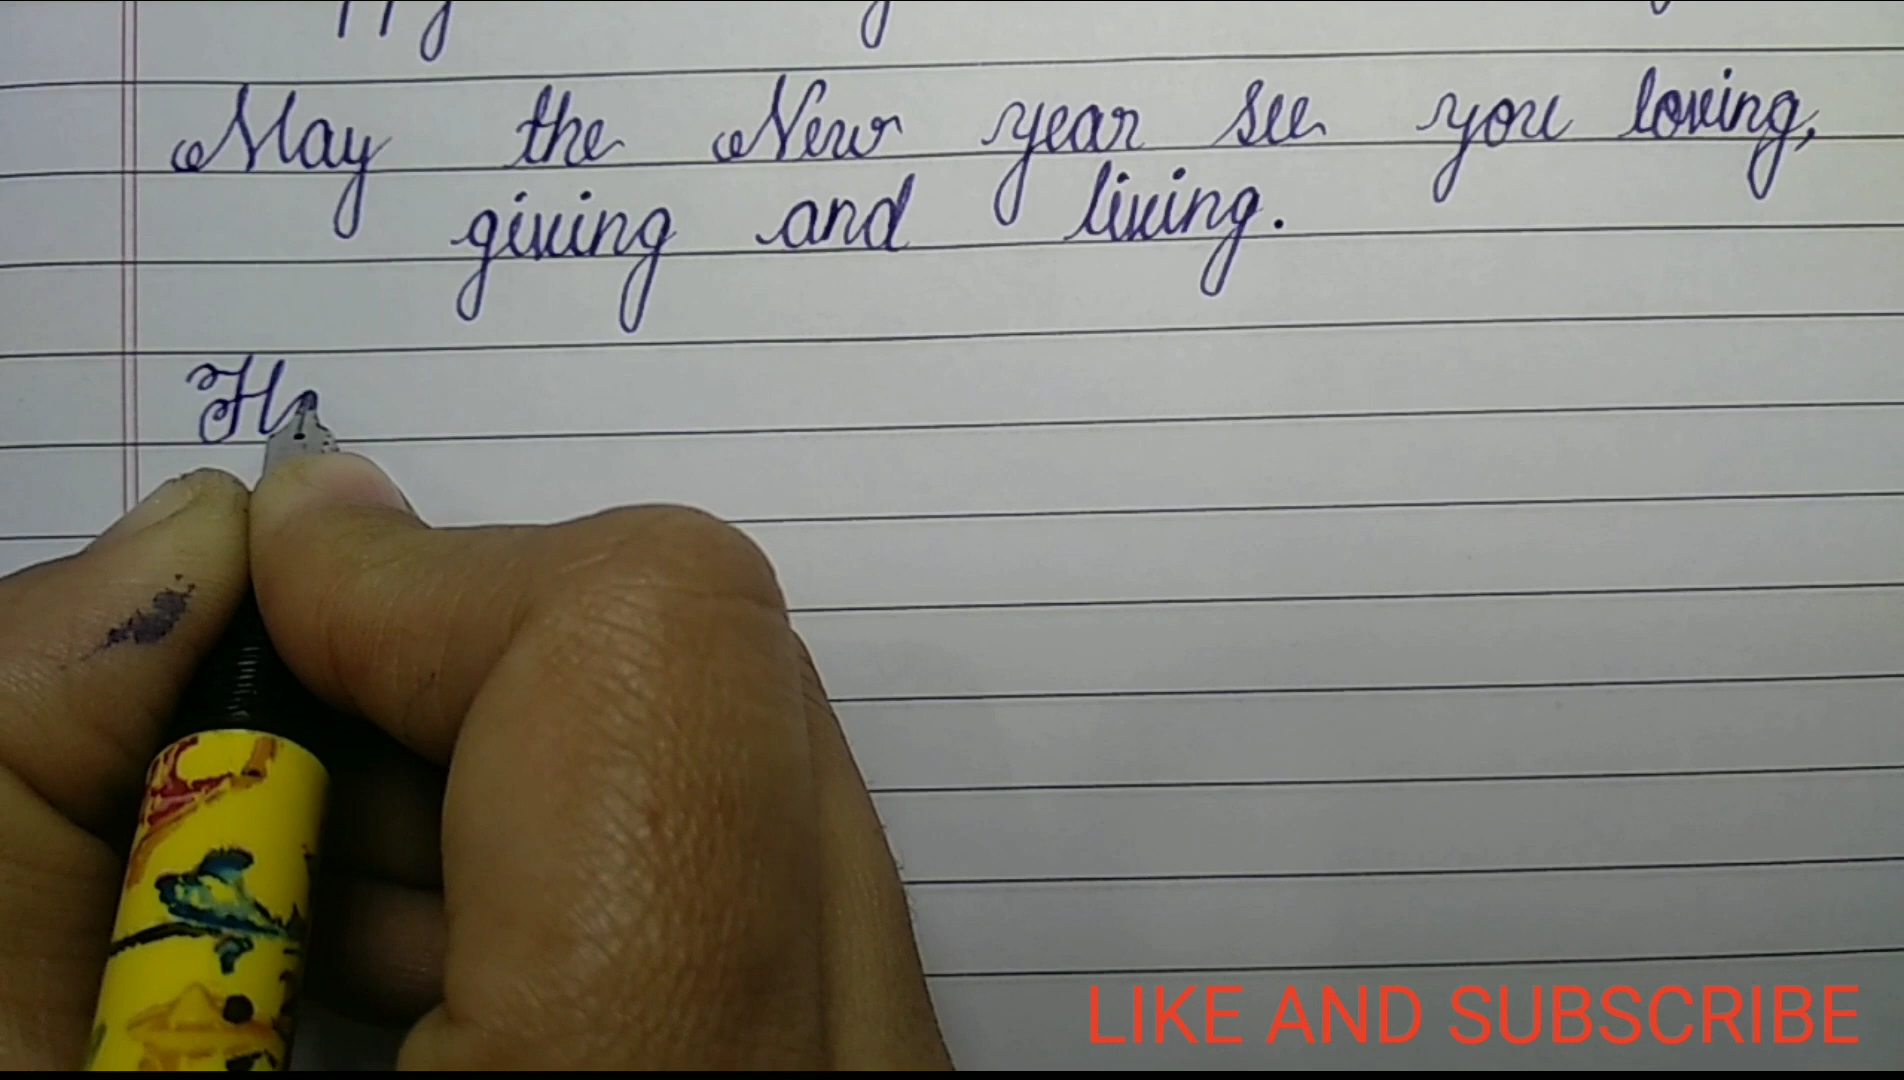 May the New year see you loving,
giving and living.
H
LIKE AND SUBSCRIBE